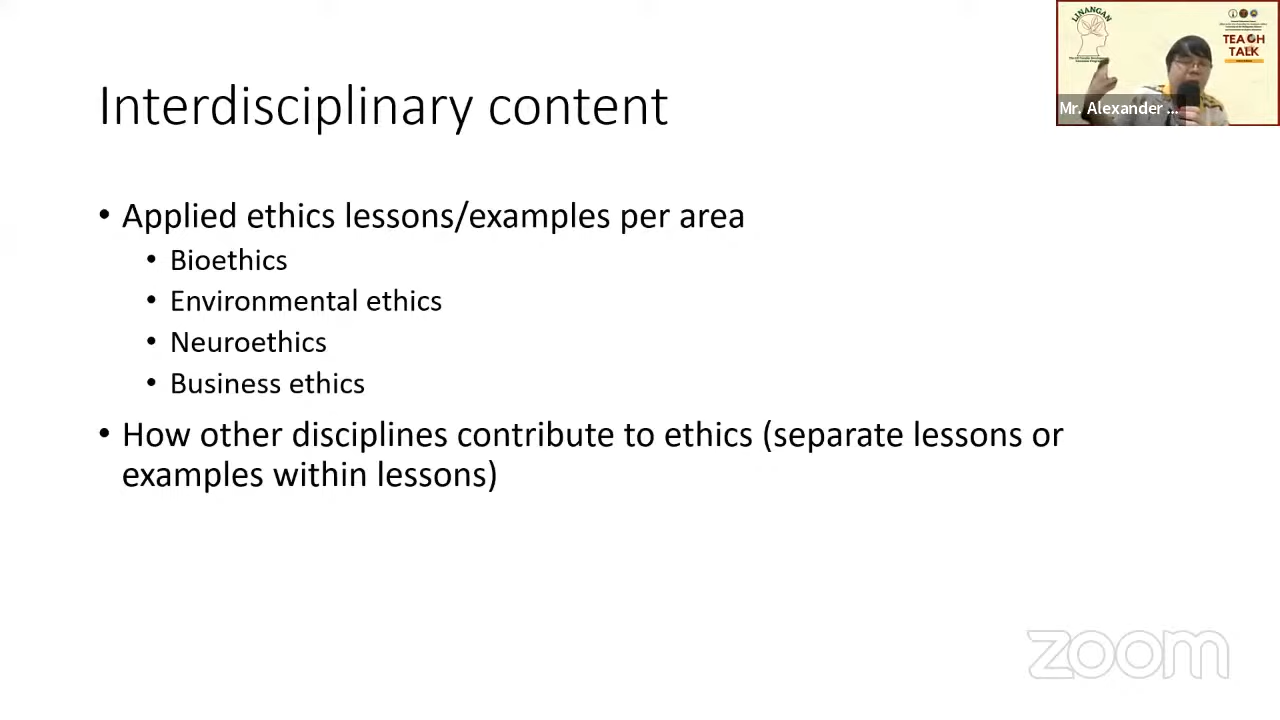 Interdisciplinary content
• Applied ethics lessons/examples per area
• Bioethics
• Environmental ethics
• Neuroethics
• Business ethics
• How other disciplines contribute to ethics (separate lessons or
examples within lessons)
LINANGAN
TEACH
TALK
Mr. Alexander ...
zoom